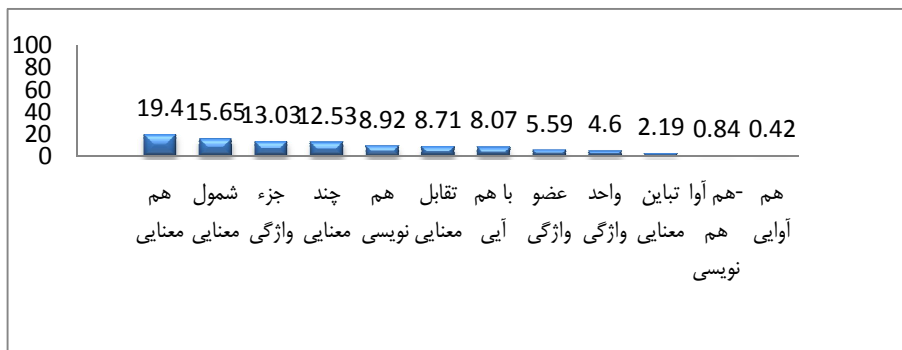 100
80
60
40
20
0
19.4 15.65 13.03 12.53 8.92 8.71 8.07 5.59 4.6 2.19 0.84 0.42
هم معنایی
شمول معنایی
جزء واژگی
چند معنایی
هم نویسی
تقابل معنایی
با هم آیی
عضو واژگی
واحد واژگی
تباین معنایی
هم آوا-
هم
نویسی
هم آوایی